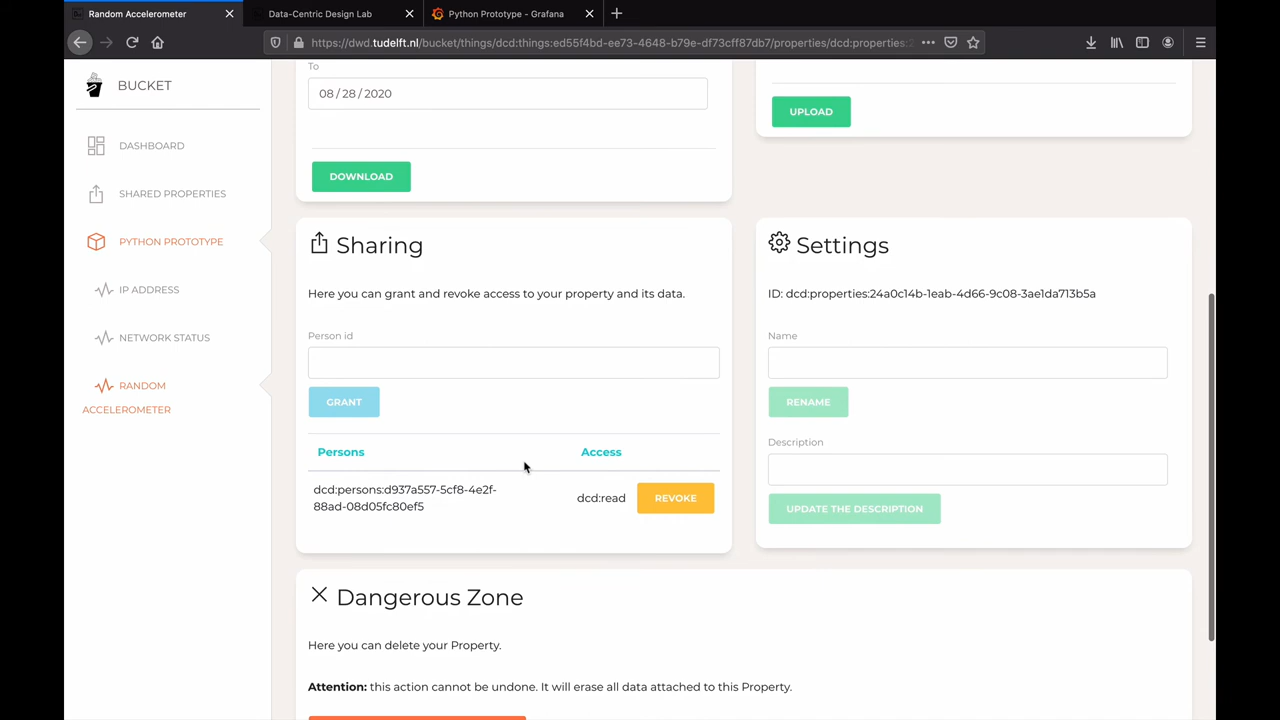 Random Accelerometer
Data-Centric Design Lab
Python Prototype - Grafana
https://dwd.tudelft.nl/bucket/things/dcd:things:ed55f4bd-ee73-4648-b79e-df73cff87db7/properties/dcd:properties:2
BUCKET
DASHBOARD
SHARED PROPERTIES
PYTHON PROTOTYPE
IP ADDRESS
NETWORK STATUS
RANDOM
ACCELEROMETER
To
08 / 28 / 2020
DOWNLOAD
UPLOAD
Sharing
Here you can grant and revoke access to your property and its data.
Person id
GRANT
Persons Access
dcd:persons:d937a557-5cf8-4e2f-
88ad-08d05fc80ef5
dcd:read REVOKE
Settings
ID: dcd:properties:24a0c14b-1eab-4d66-9c08-3ae1da713b5a
Name
RENAME
Description
UPDATE THE DESCRIPTION
Dangerous Zone
Here you can delete your Property.
Attention: this action cannot be undone. It will erase all data attached to this Property.